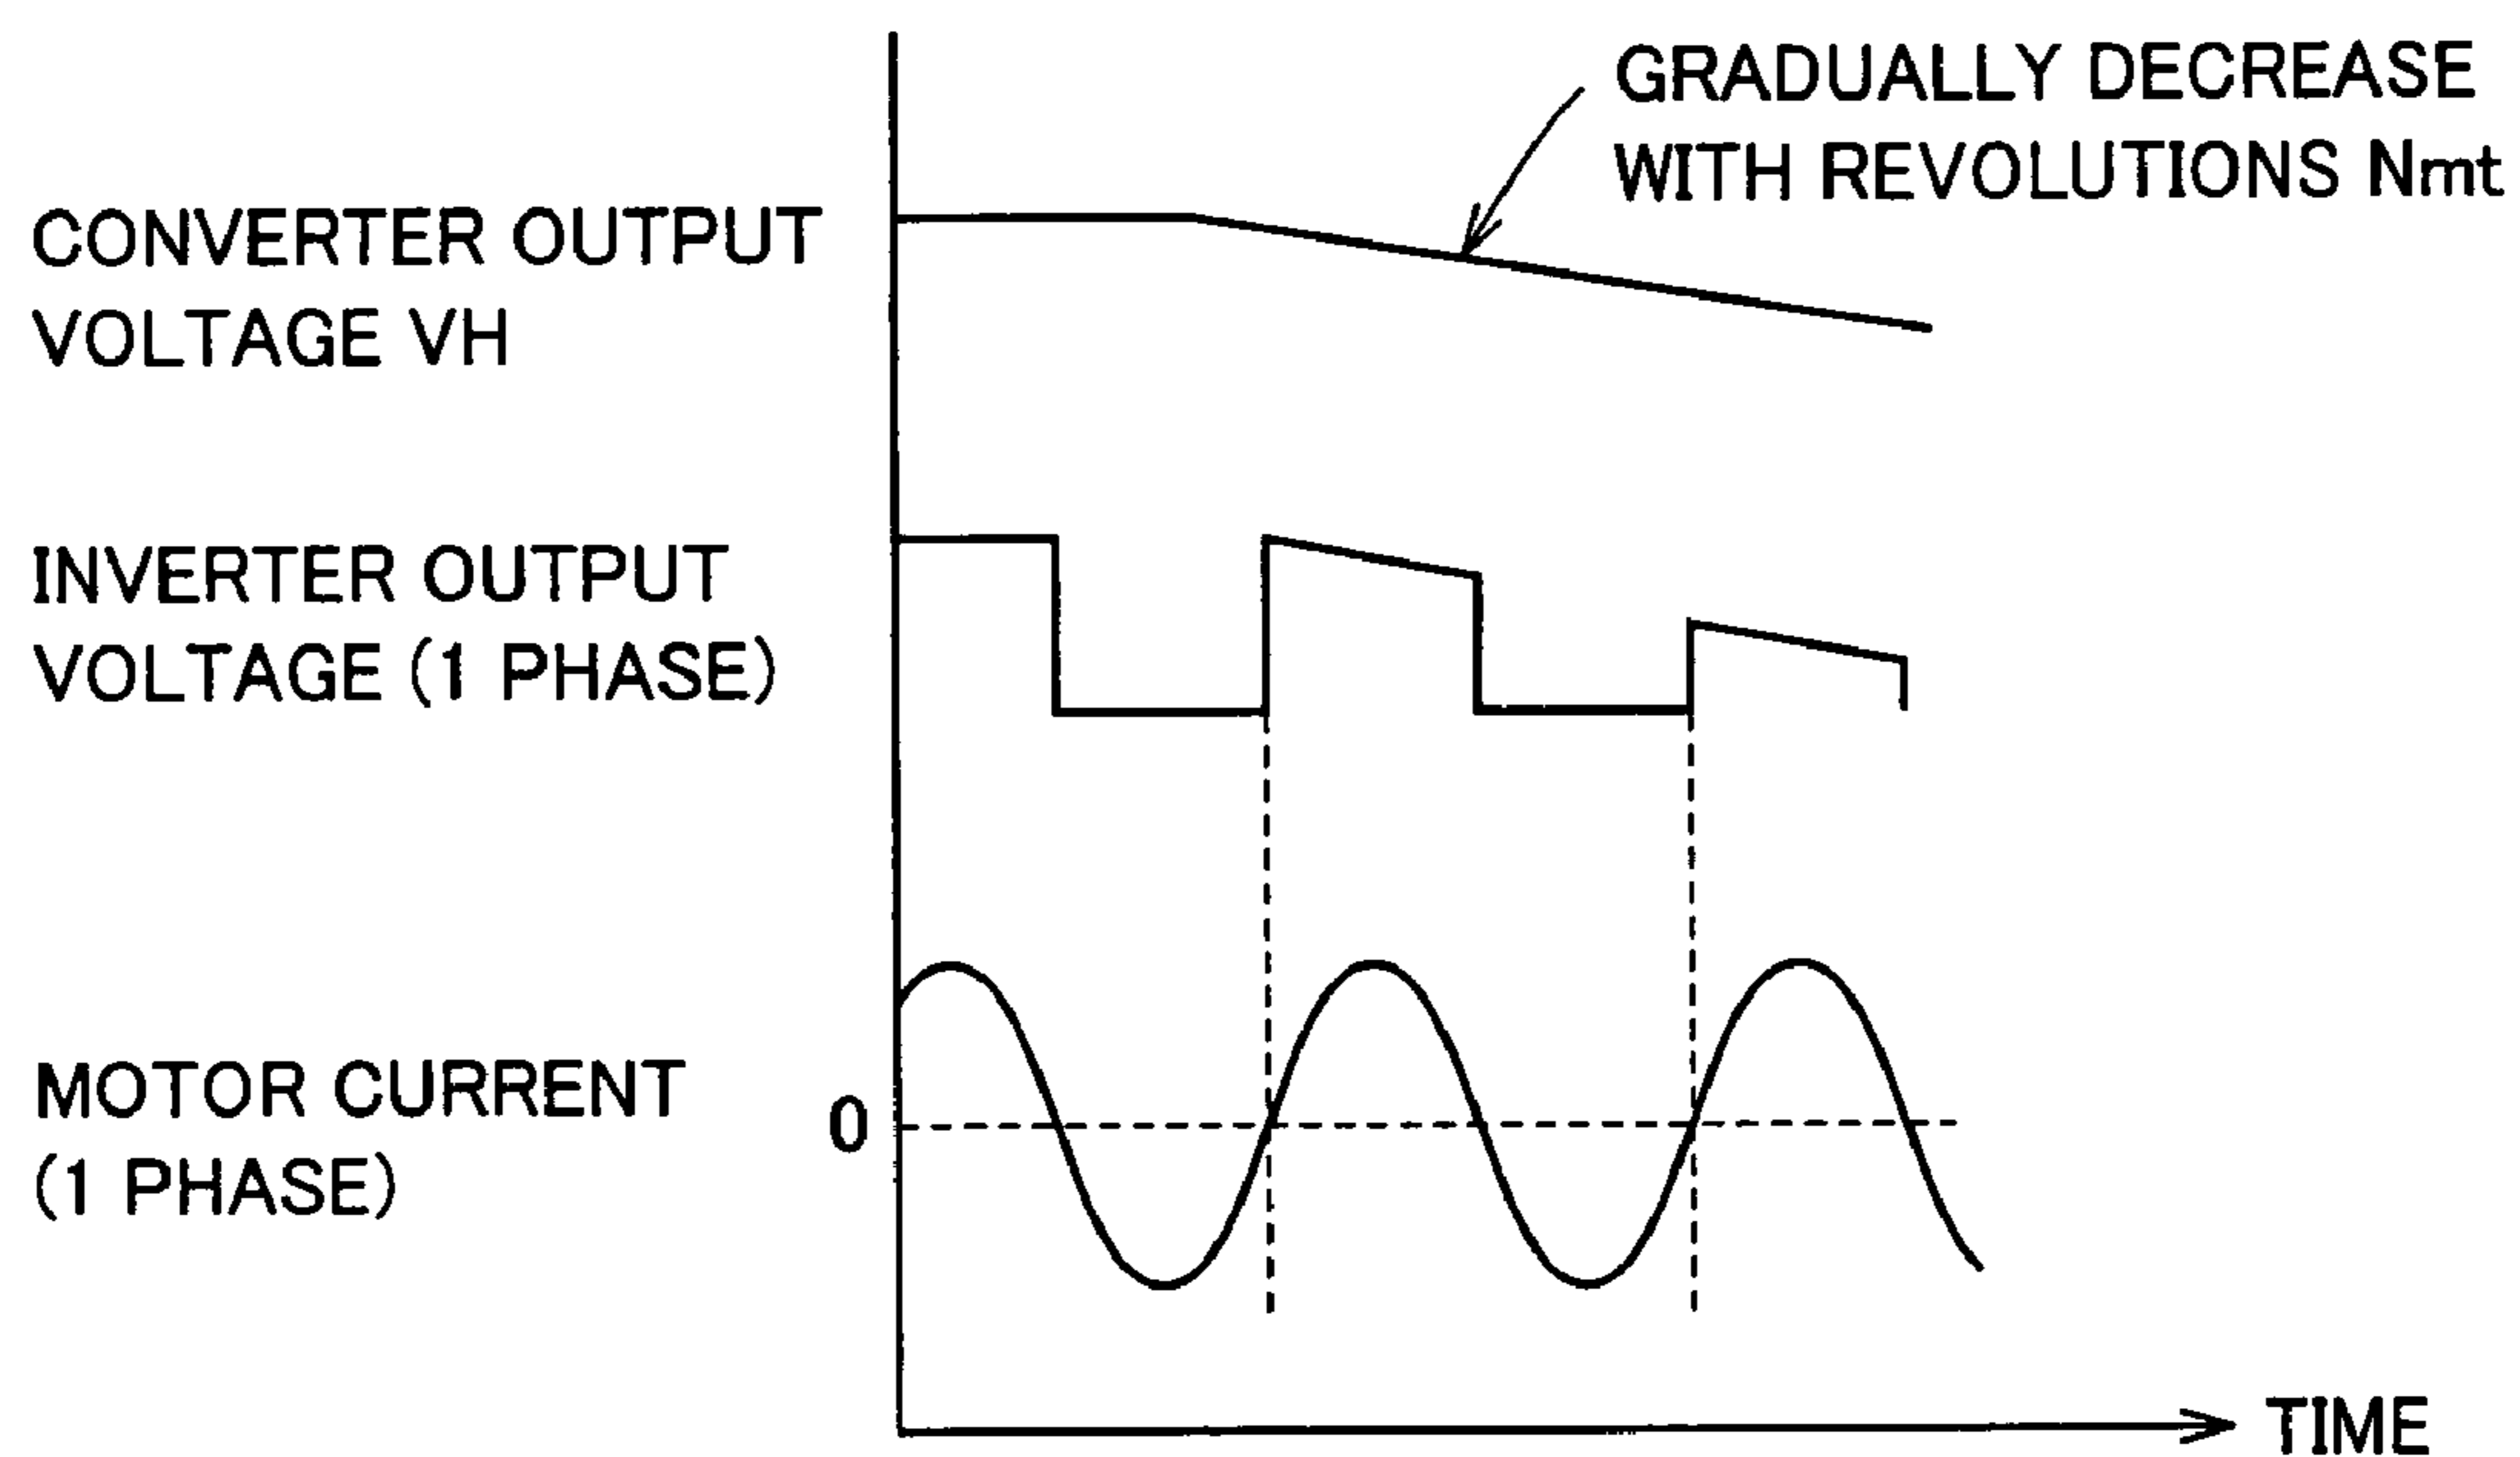 GRADUALLY DECREASE
WITH REVOLUTIONS Nmt
CONVERTER OUTPUT
VOLTAGE VH
INVERTER OUTPUT
VOLTAGE (1 PHASE)
MOTOR CURRENT
(1 PHASE)
0
TIME